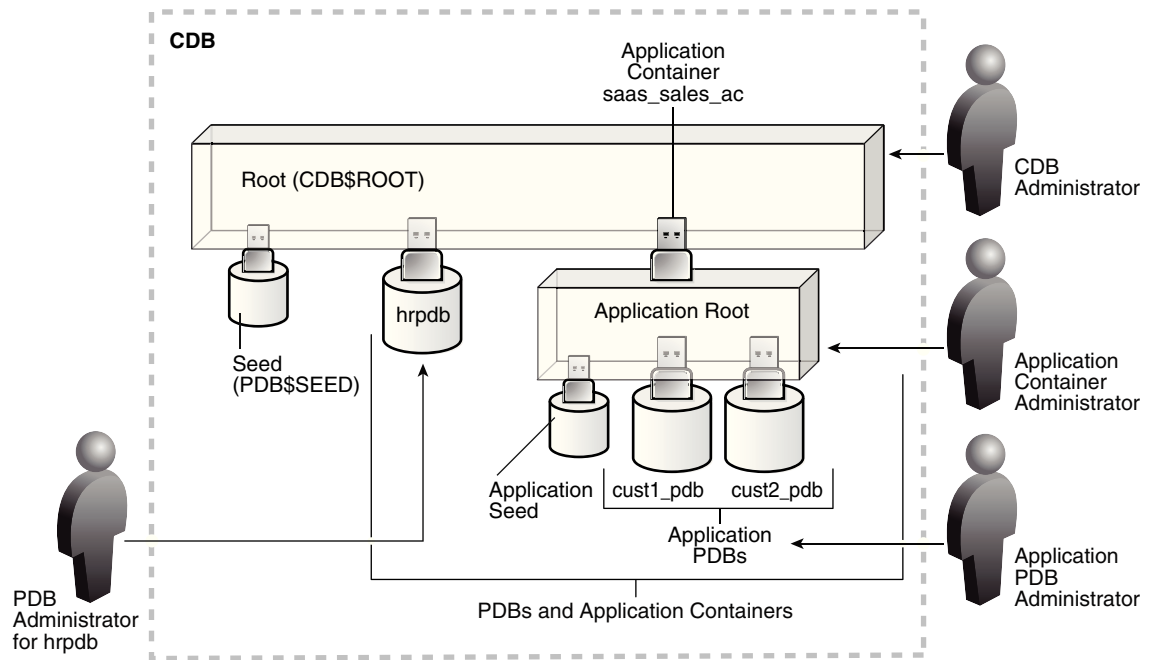 CDB
Application
Container
saas_sales_ac
Root (CDB$ROOT)
CDB
Administrator
hrpdb
Application Root
Seed
(PDB$SEED)
Application
Container
Administrator
Application
Seed
cust1_pdb
cust2_pdb
Application
PDBs
Application
PDB
Administrator
PDB
Administrator
for hrpdb
PDBs and Application Containers